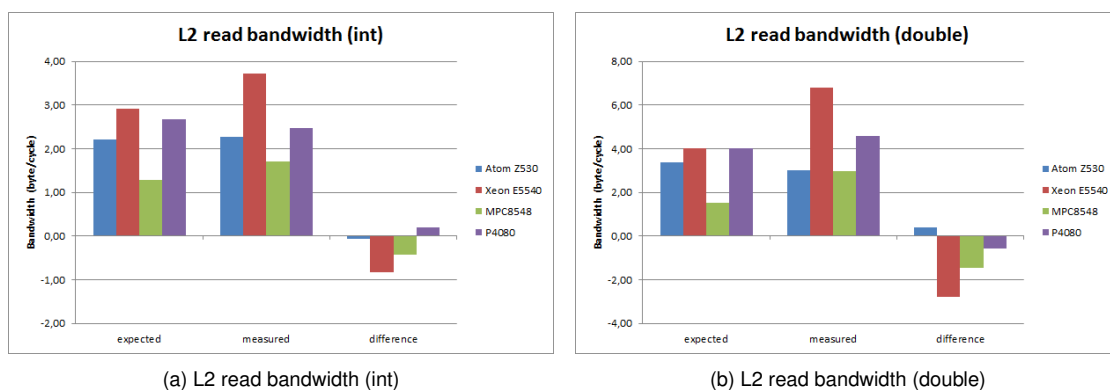 L2 read bandwidth (int)
4,00
3,00
2,00
1,00
0,00
-1,00
-2,00
Bandwidth (byte/cycle)
expected measured difference
Atom Z530
Xeon E5540
MPC8548
P4080
(a) L2 read bandwidth (int)
L2 read bandwidth (double)
8,00
6,00
4,00
2,00
0,00
-2,00
-4,00
Bandwidth (byte/cycle)
expected measured difference
Atom Z530
Xeon E5540
MPC8548
P4080
(b) L2 read bandwidth (double)